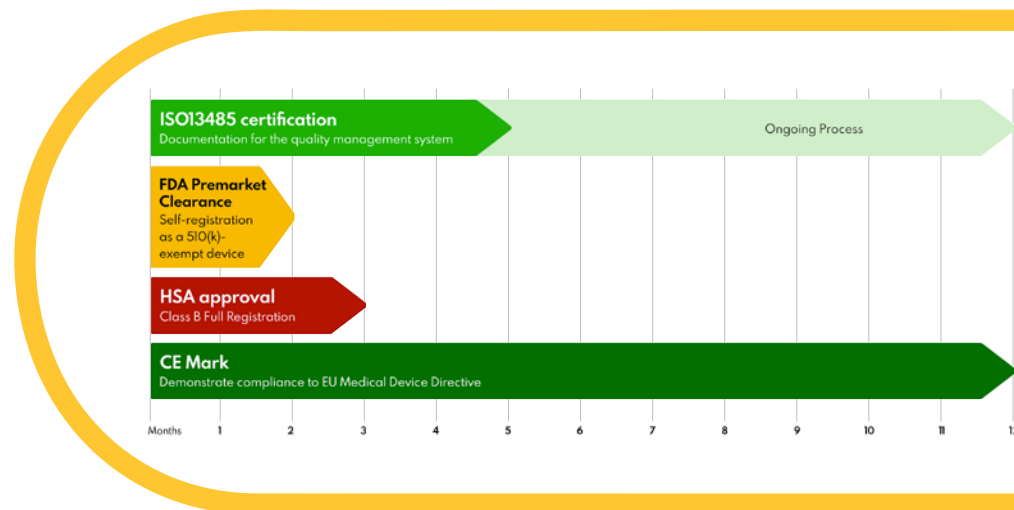 ISO13485 certification
Documentation for the quality management system
Ongoing Process
FDA Premarket
Clearance
Self-registration
as a 510(k)-
exempt device
HSA approval
Class B Full Registration
CE Mark
Demonstrate compliance to EU Medical Device Directive
Months 1 2 3 4 5 6 7 8 9 10 11